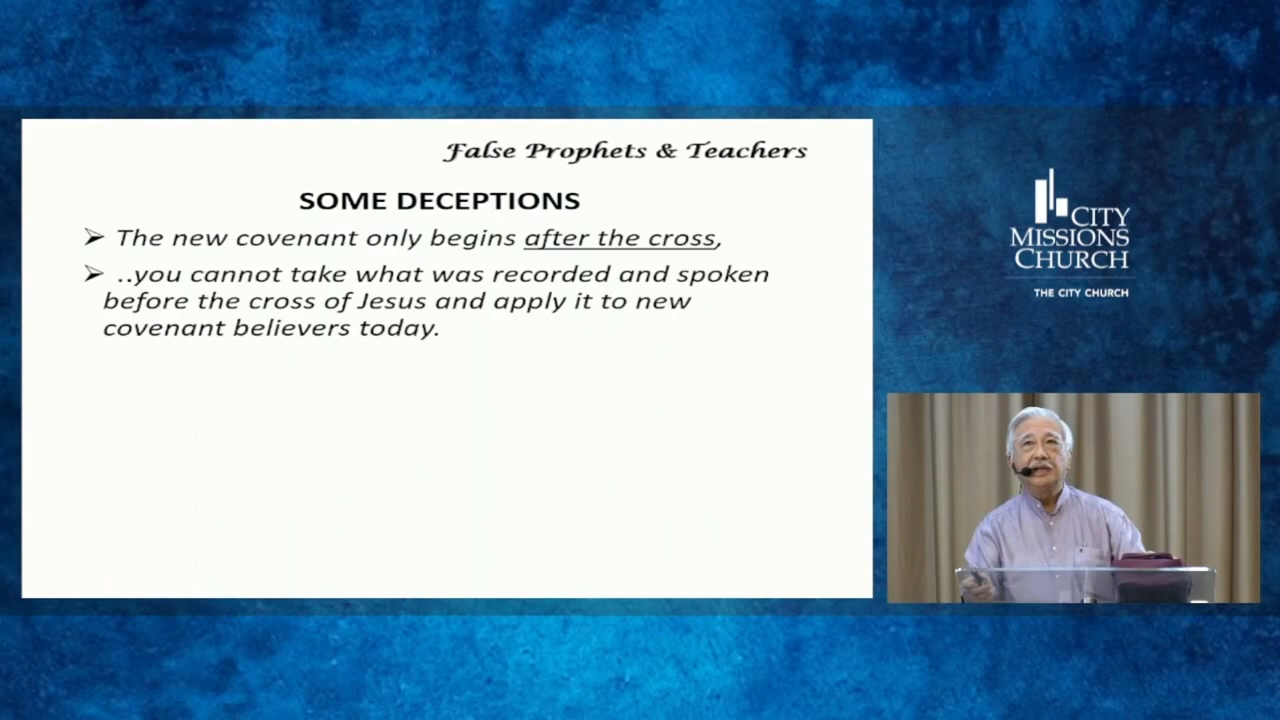 False Prophets & Teachers
SOME DECEPTIONS
➢ The new covenant only begins after the cross,
➢ ..you cannot take what was recorded and spoken
before the cross of Jesus and apply it to new
covenant believers today.
CITY
MISSIONS
CHURCH
THE CITY CHURCH